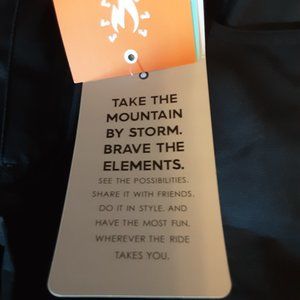 TAKE THE
MOUNTAIN
BY STORM.
BRAVE THE
ELEMENTS.
SEE THE POSSIBILITIES.
SHARE IT WITH FRIENDS.
DO IT IN STYLE. AND
HAVE THE MOST FUN.
WHEREVER THE RIDE
TAKES YOU.